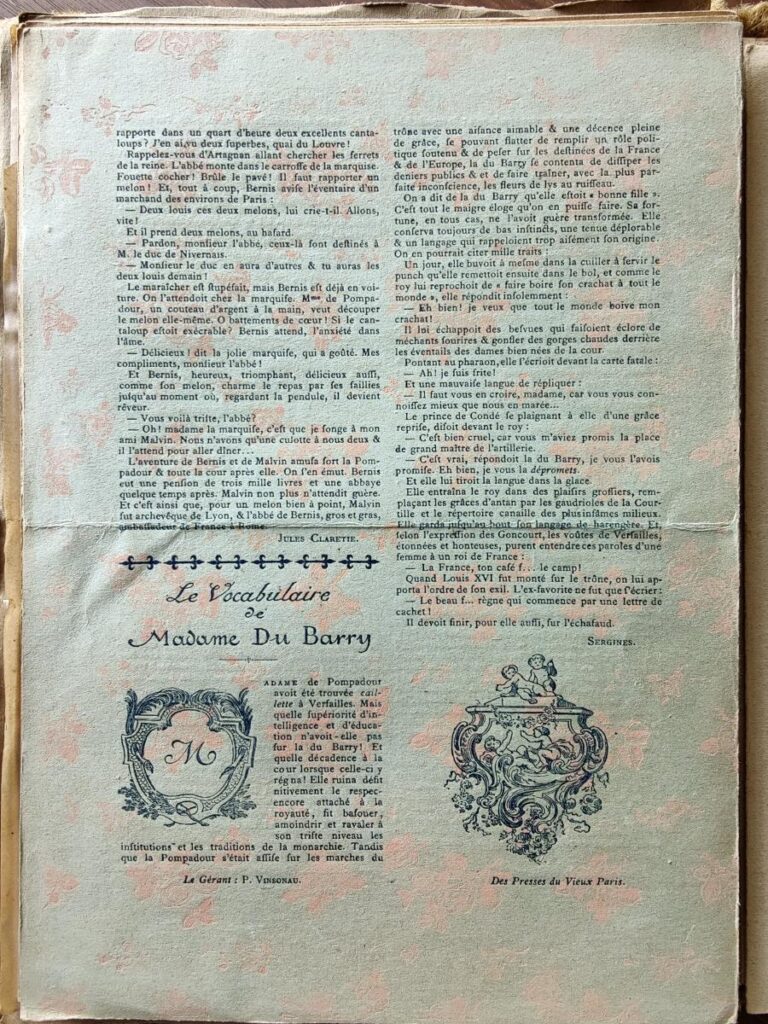 rapporte dans un quart d'heure deux excellents canta-
loups ? J'en ai vu deux superbes, quai du Louvre !
Rappelez-vous d'Artagnan allant chercher les ferrets
de la reine. L'abbé monte dans le carroſſe de la marquiſe.
Fouette cocher ! Brûle le pavé ! Il faut rapporter un
melon ! Et, tout à coup, Bernis aviſe l'éventaire d'un
marchand des environs de Paris :
— Deux louis ces deux melons, lui crie-t-il. Allons,
vite !
Et il prend deux melons, au haſard.
— Pardon, monſieur l'abbé, ceux-là ſont deſtinés à
M. le duc de Nivernais.
— Monſieur le duc en aura d'autres & tu auras les
deux louis demain !
Le maraîcher eſt ſtupéfait, mais Bernis eſt déjà en voi-
ture. On l'attendoit chez la marquiſe. Mme de Pompa-
dour, un couteau d'argent à la main, veut découper
le melon elle-même. O battements de cœur ! Si le can-
taloup eſtoit exécrable ? Bernis attend, l'anxiété dans
l'âme.
— Délicieux ! dit la jolie marquiſe, qui a goûté. Mes
compliments, monſieur l'abbé !
Et Bernis, heureux, triomphant, délicieux auſſi,
comme ſon melon, charme le repas par ſes ſaillies
juſqu'au moment où, regardant la pendule, il devient
rêveur.
— Vous voilà triſte, l'abbé ?
— Oh ! madame la marquiſe, c'eſt que je ſonge à mon
ami Malvin. Nous n'avons qu'une culotte à nous deux &
il l'attend pour aller dîner...
L'aventure de Bernis et de Malvin amuſa fort la Pom-
padour & toute la cour après elle. On ſ'en émut. Bernis
eut une penſion de trois mille livres et une abbaye
quelque temps après. Malvin non plus n'attendit guère.
Et c'eſt ainſi que, pour un melon bien à point, Malvin
fut archevêque de Lyon, & l'abbé de Bernis, gros et gras,
ambaſſadeur de France à Rome.
JULES CLARETIE.
Le Vocabulaire
de
Madame Du Barry
M
ADAME de Pompadour
avoit été trouvée cail-
lette à Verſailles. Mais
quelle ſupériorité d'in-
telligence et d'éduca-
tion n'avoit-elle pas
ſur la du Barry ! Et
quelle décadence à la
cour lorsque celle-ci y
régna ! Elle ruina défi
nitivement le reſpec-
encore attaché à la
royauté, fit bafouer,
amoindrir et ravaler à
ſon triſte niveau les
inſtitutions et les traditions de la monarchie. Tandis
que la Pompadour s'était aſſiſe ſur les marches du
Le Gérant : P. VINSONAU.
trône avec une aiſance aimable & une décence pleine
de grâce, ſe pouvant flatter de remplir un rôle poli-
tique ſoutenu & de peſer ſur les deſtinées de la France
& de l'Europe, la du Barry ſe contenta de diſſiper les
deniers publics & et de faire traîner, avec la plus par-
faite inconſcience, les fleurs de lys au ruiſſeau.
On a dit de la du Barry qu'elle eſtoit « bonne fille ».
C'eſt tout le maigre éloge qu'on en puiſſe faire. Sa for-
tune, en tous cas, ne l'avoit guère transformée. Elle
conſerva toujours de bas inſtincts, une tenue déplorable
& un langage qui rappeloient trop aiſément ſon origine.
On en pourrait citer mille traits :
Un jour, elle buvoit à meſme dans la cuiller à ſervir le
punch qu'elle remettoit ensuite dans le bol, et comme le
roy lui reprochoit de « faire boire ſon crachat à tout le
monde », elle répondit inſolemment :
— Eh bien ! je veux que tout le monde boive mon
crachat !
Il lui échappoit des beſvues qui faiſoient éclore de
méchants ſourires & gonfler des gorges chaudes derrière
les éventails des dames bien nées de la cour.
Pontant au pharaon, elle ſ'écrioit devant la carte fatale :
— Ah ! je ſuis frite !
Et une mauvaiſe langue de répliquer :
— Il faut vous en croire, madame, car vous vous con-
noiſſez mieux que nous en marée...
Le prince de Condé ſe plaignant à elle d'une grâce
repriſe, diſoit devant le roy :
— C'eſt bien cruel, car vous m'aviez promis la place
de grand maître de l'artillerie.
— C'eſt vrai, répondoit la du Barry, je vous l'avois
promiſe. Eh bien, je vous la dépromets.
Et elle lui tiroit la langue dans la glace.
Elle entraîna le roy dans des plaiſirs groſſiers, rem-
plaçant les grâces d'antan par les gaudrioles de la Cour-
tille et le répertoire canaille des plus infâmes milieux.
Elle garda juſqu'au bout ſon langage de harengère. Et,
ſelon l'expreſſion des Goncourt, les voûtes de Verſailles,
étonnées et honteuses, purent entendre ces paroles d'une
femme à un roi de France :
— La France, ton café f... le camp !
Quand Louis XVI fut monté ſur le trône, on lui ap-
porta l'ordre de ſon exil. L'ex-favorite ne fut que ſ'écrier :
— Le beau f... règne qui commence par une lettre de
cachet !
Il devoit finir, pour elle auſſi, ſur l'échafaud.
SERGINES.
Des Presses du Vieux Paris.